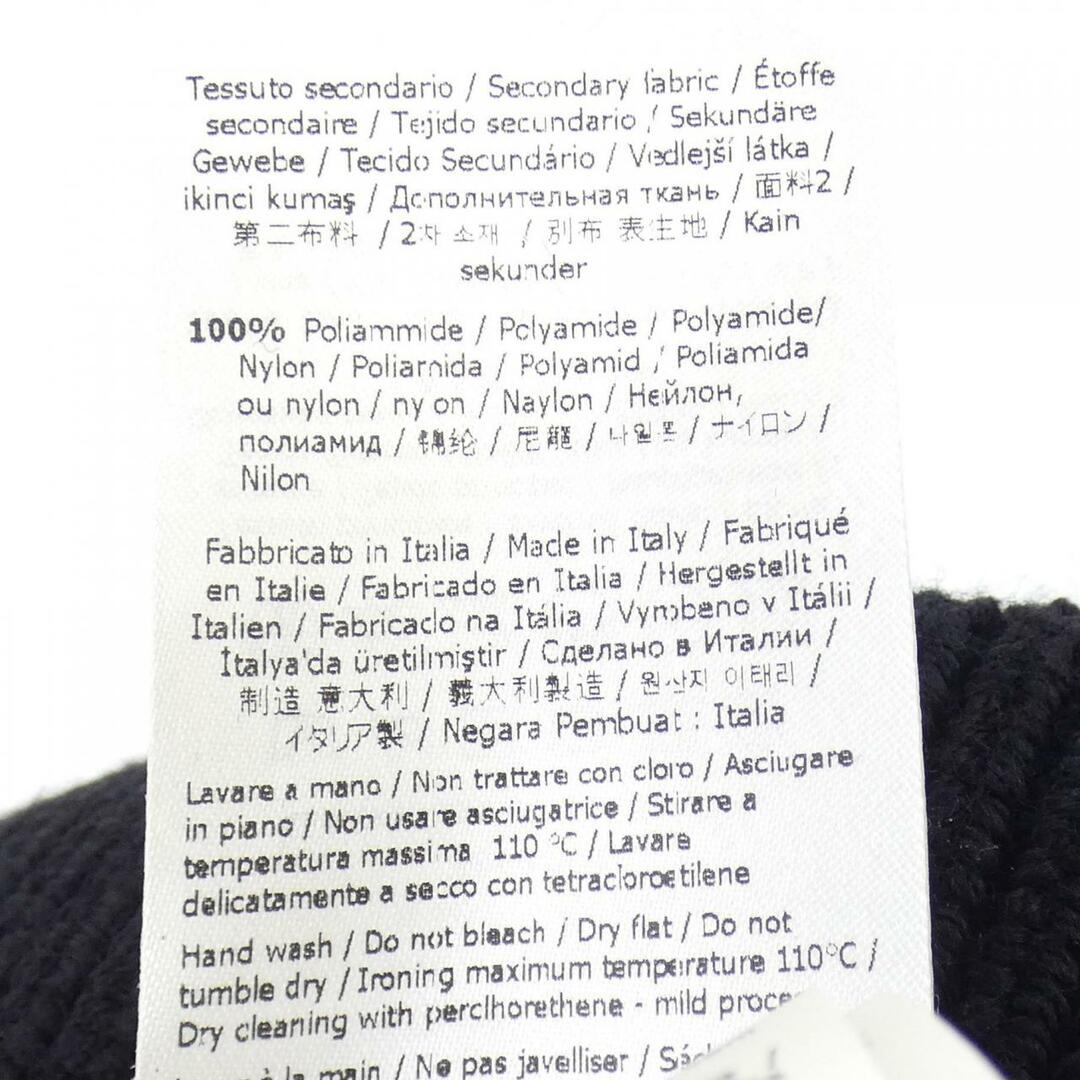 Tessuto secondario / Secondary fabric / Étoffe
secondaire / Tejido secundario / Sekundäre
Gewebe / Tecido Secundário / Vedlejší látka /
ikinci kumaş / Дополнительная ткань / 面料2 /
第二布料 / 2차 소재 / 別布 表生地 / Kain
sekunder
100% Poliammide / Polyamide / Polyamide/
Nylon / Poliamida / Polyamid / Poliamida
ou nylon / nylon / Naylon / Нейлон,
полиамид / 锦纶 / 尼龍 / 나일론 / ナイロン /
Nilon
Fabbricato in Italia / Made in Italy / Fabriqué
en Italie / Fabricado en Italia / Hergestellt in
Italien / Fabricado na Itália / Vyrobeno v Itálii /
İtalya'da üretilmiştir / Сделано в Италии /
制造 意大利 / 義大利製造 / 원산지 이태리 /
イタリア製 / Negara Pembuat : Italia
Lavare a mano / Non trattare con cloro / Asciugare
in piano / Non usare asciugatrice / Stirare a
temperatura massima 110 °C / Lavare
delicatamente a secco con tetracloroetilene
Hand wash / Do not bleach / Dry flat / Do not
tumble dry / Ironing maximum temperature 110°C /
Dry cleaning with perclhorethene - mild
à la main / Ne pas javelliser /